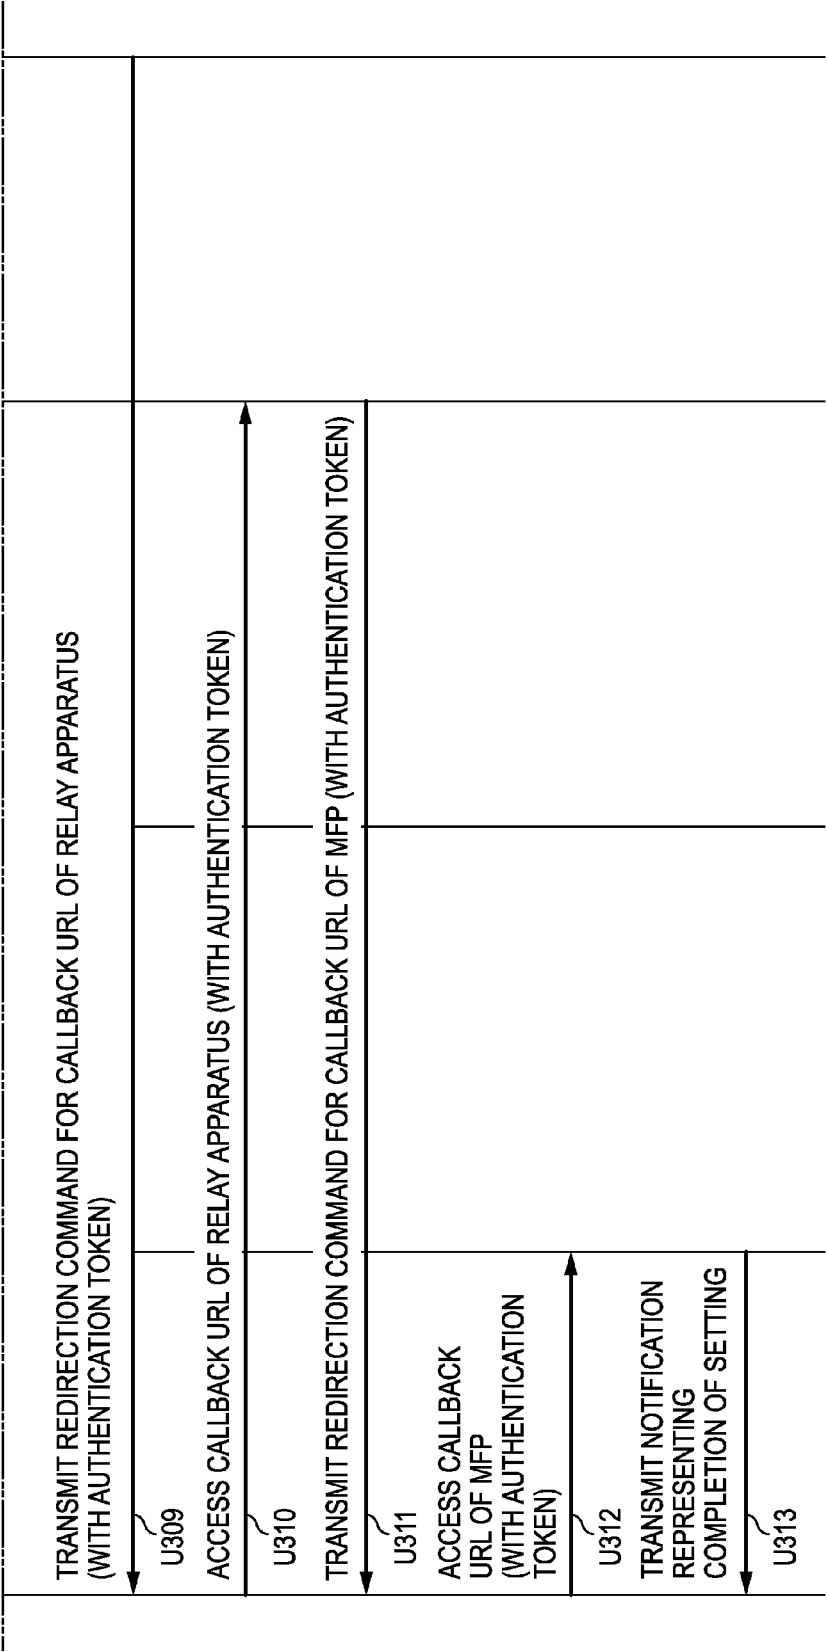 TRANSMIT REDIRECTION COMMAND FOR CALLBACK URL OF RELAY APPARATUS
(WITH AUTHENTICATION TOKEN)
U309
ACCESS CALLBACK URL OF RELAY APPARATUS (WITH AUTHENTICATION TOKEN)
U310
TRANSMIT REDIRECTION COMMAND FOR CALLBACK URL OF MFP (WITH AUTHENTICATION TOKEN)
U311
ACCESS CALLBACK
URL OF MFP
(WITH AUTHENTICATION
TOKEN)
U312
TRANSMIT NOTIFICATION
REPRESENTING
COMPLETION OF SETTING
U313